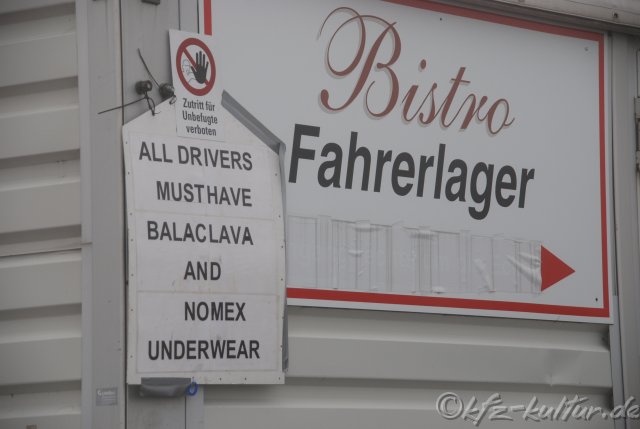 Zutritt für
Unbefugte
verboten
ALL DRIVERS
MUST HAVE
BALACLAVA
AND
NOMEX
UNDERWEAR
Bistro
Fahrerlager
©kfz-kultur.de